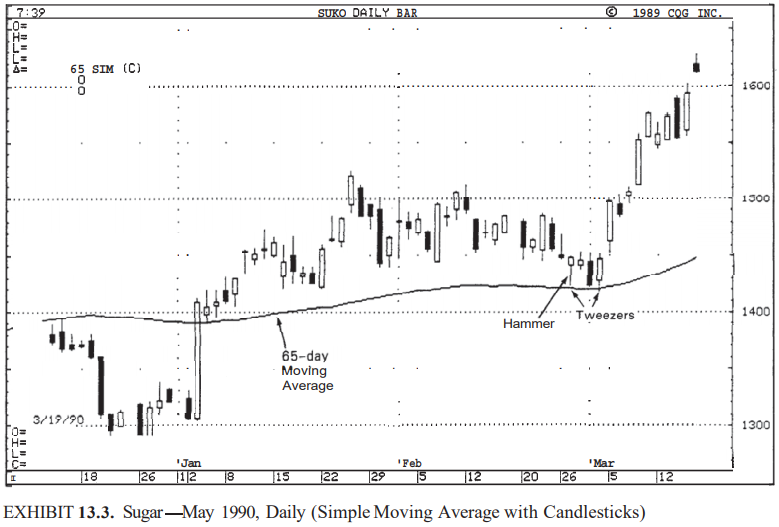 7:39 SUKO DAILY BAR © 1989 CQG INC.
O=
H=
L=
L=
Δ=
65 SIM (C)
0
0
1600
1500
1400
1300
Hammer
Tweezers
65-day
Moving
Average
3/19/90
O=
H=
L=
C=
'Jan 'Feb 'Mar
18 26 12 8 15 22 29 5 12 20 26 5 12
EXHIBIT 13.3. Sugar—May 1990, Daily (Simple Moving Average with Candlesticks)